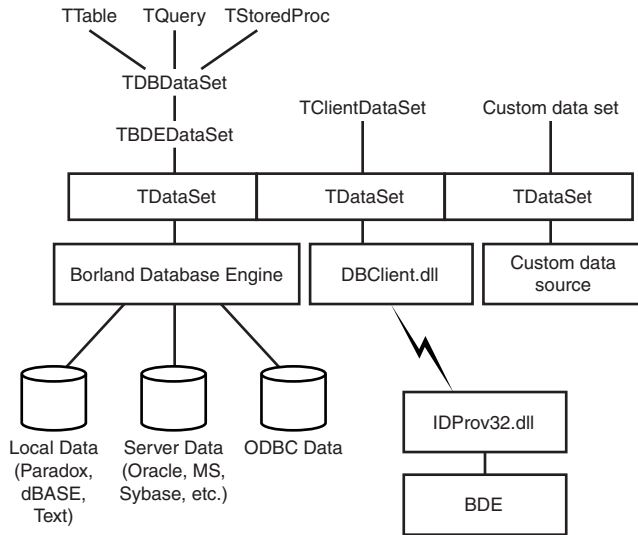 TTable TQuery TStoredProc
TDBDataSet
TClientDataSet Custom data set
TBDEDataSet
TDataSet TDataSet TDataSet
Borland Database Engine DBClient.dll Custom data
source
Local Data Server Data ODBC Data
(Paradox, (Oracle, MS,
dBASE, Sybase, etc.)
Text)
IDProv32.dll
BDE